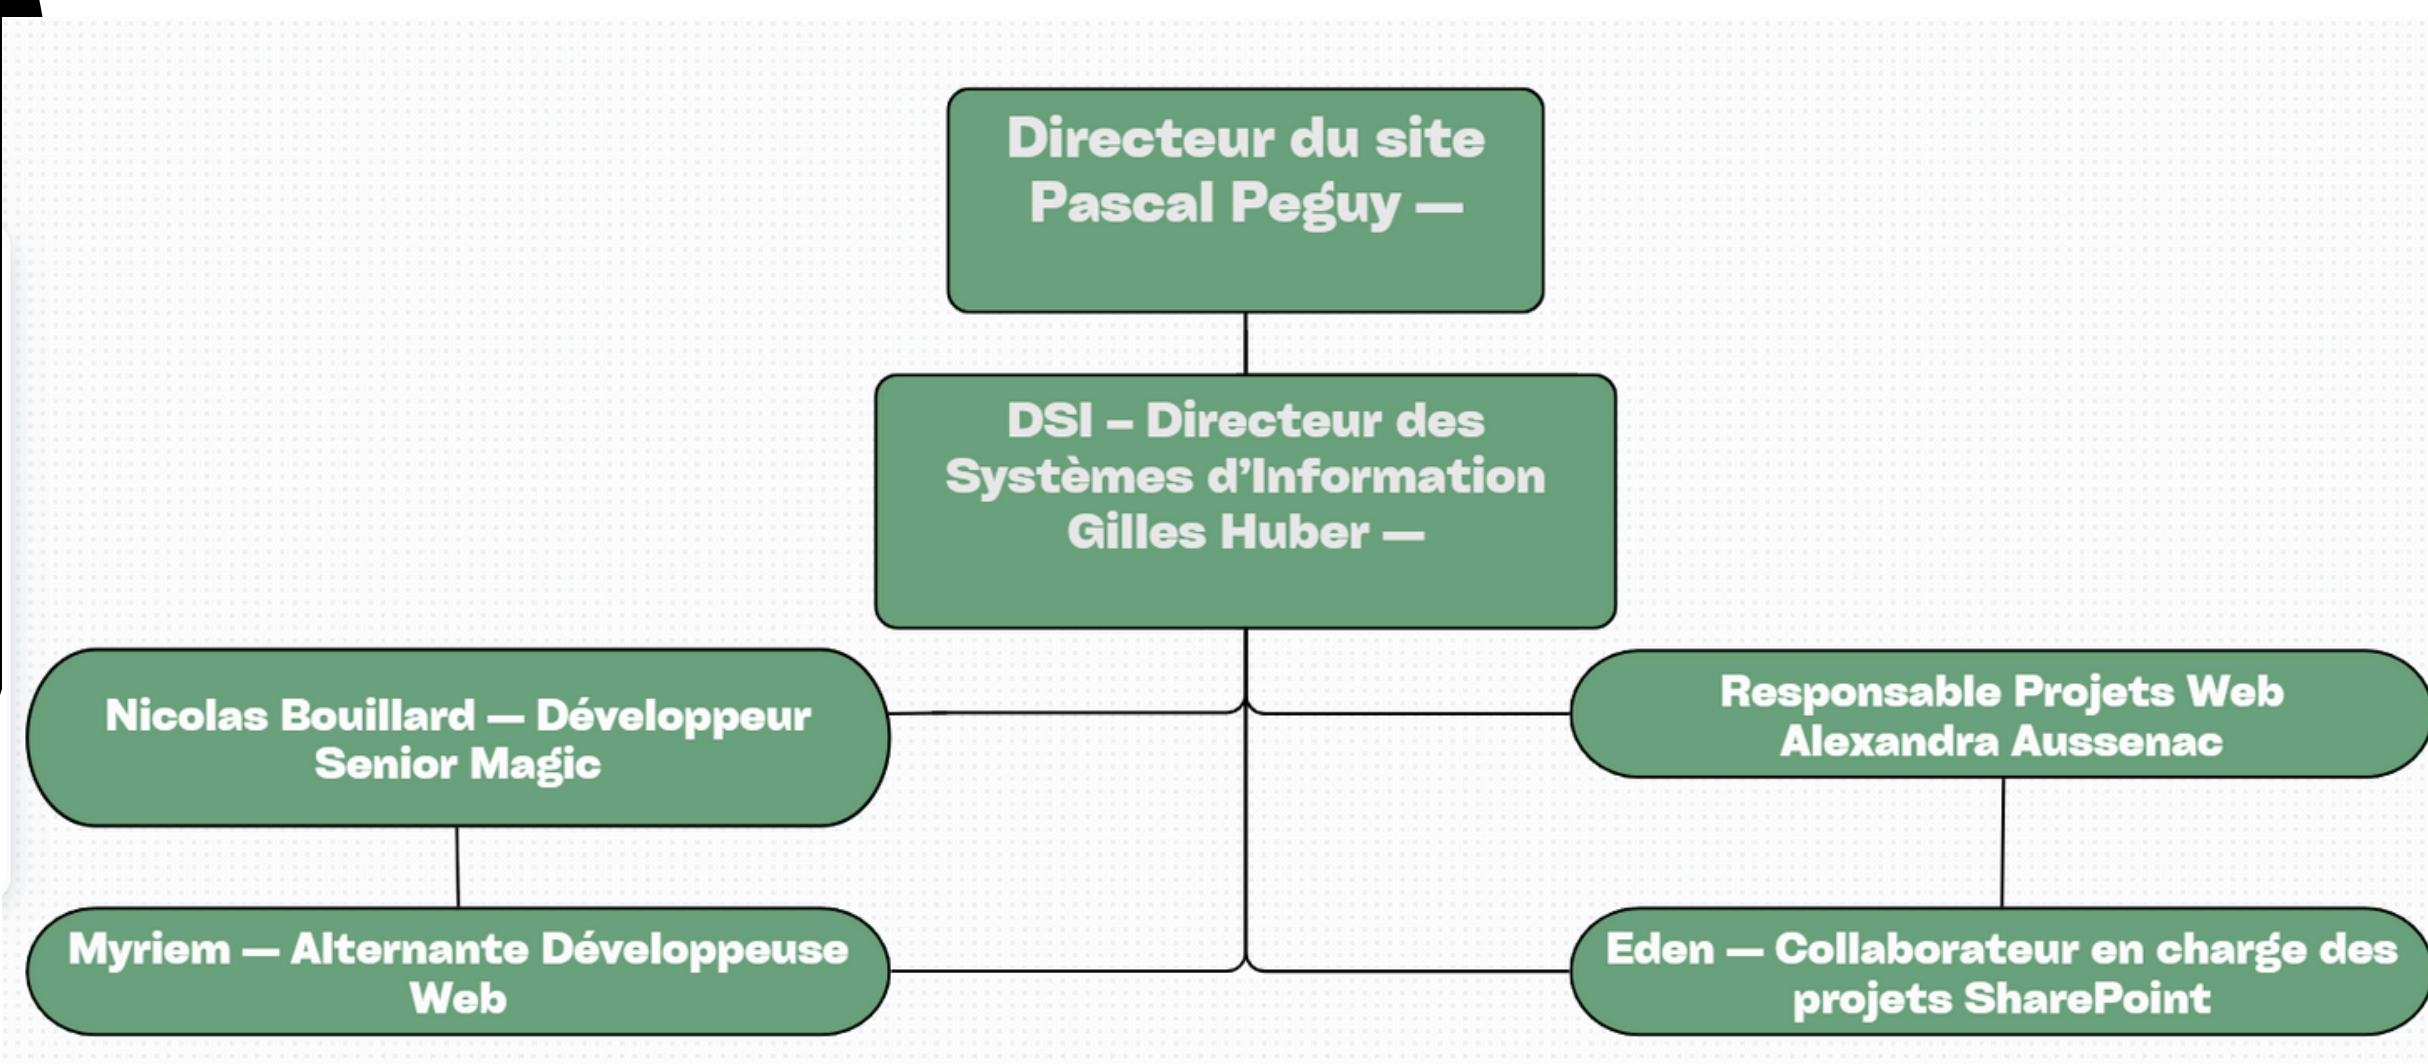 Directeur du site
Pascal Peguy —
DSI – Directeur des
Systèmes d’Information
Gilles Huber —
Nicolas Bouillard — Développeur
Senior Magic
Responsable Projets Web
Alexandra Aussenac
Myriem — Alternante Développeuse
Web
Eden — Collaborateur en charge des
projets SharePoint